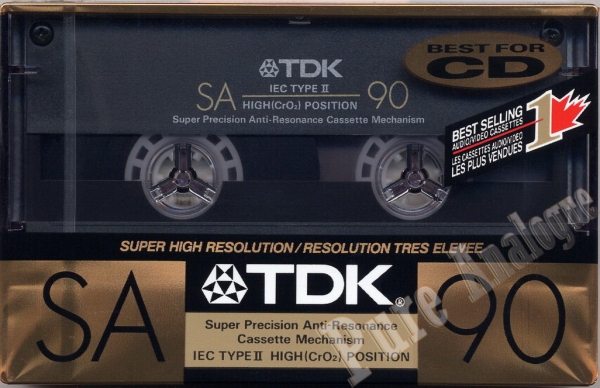 BEST FOR
CD
TDK
IEC TYPE II
SA 90
HIGH(CrO₂) POSITION
Super Precision Anti-Resonance Cassette Mechanism
BEST SELLING
AUDIO/VIDEO CASSETTES
1
LES CASSETTES AUDIO/VIDEO
LES PLUS VENDUES
SUPER HIGH RESOLUTION/RESOLUTION TRES ELEVEE
SA TDK® 90
Super Precision Anti-Resonance
Cassette Mechanism
IEC TYPE II HIGH(CrO₂) POSITION
Pure Analogue